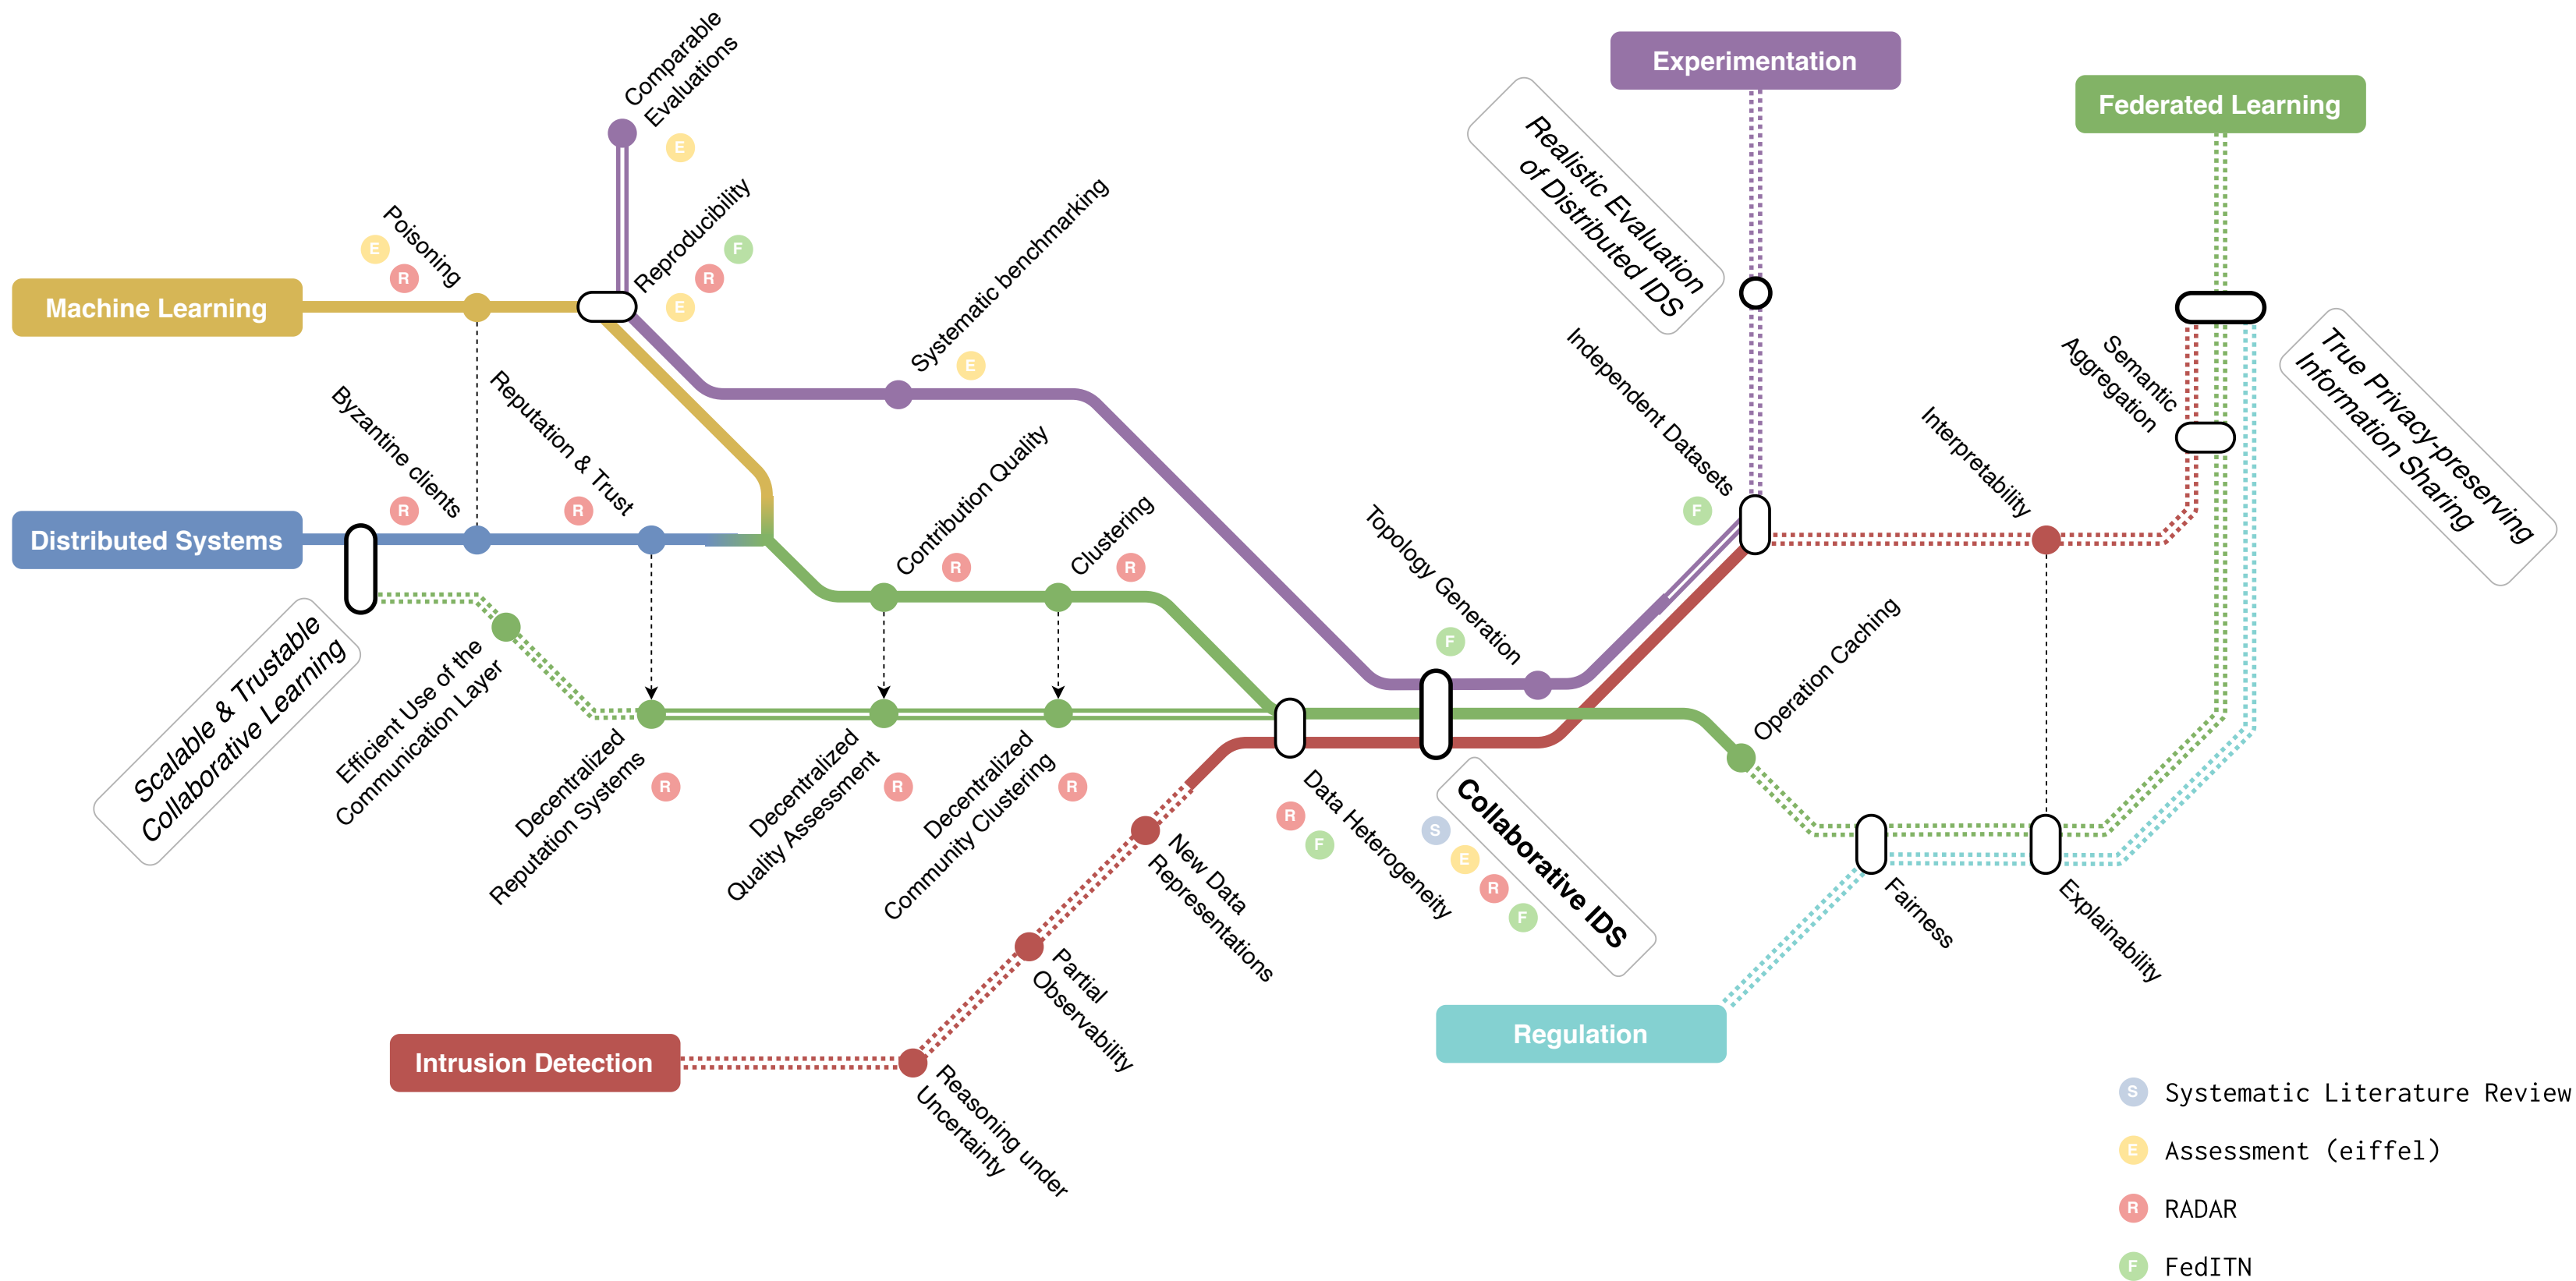 Comparable
Evaluations
E
Experimentation
Federated Learning
Realistic Evaluation
of Distributed IDS
Poisoning
E
R
Reproducibility
F
R
E
Machine Learning
Systematic benchmarking
E
Independent Datasets
F
Semantic
Aggregation
True Privacy-preserving
Information Sharing
Interpretability
Byzantine clients
R
Reputation & Trust
R
Distributed Systems
Contribution Quality
R
Clustering
R
Topology Generation
F
Operation Caching
Scalable & Trustable
Collaborative Learning
Efficient Use of the
Communication Layer
Decentralized
Reputation Systems
R
Decentralized
Quality Assessment
R
Decentralized
Community Clustering
R
New Data
Representations
Data Heterogeneity
R
F
Collaborative IDS
S
E
R
F
Fairness
Explainability
Partial
Observability
Regulation
Intrusion Detection
Reasoning under
Uncertainty
S Systematic Literature Review
E Assessment (eiffel)
R RADAR
F FedITN